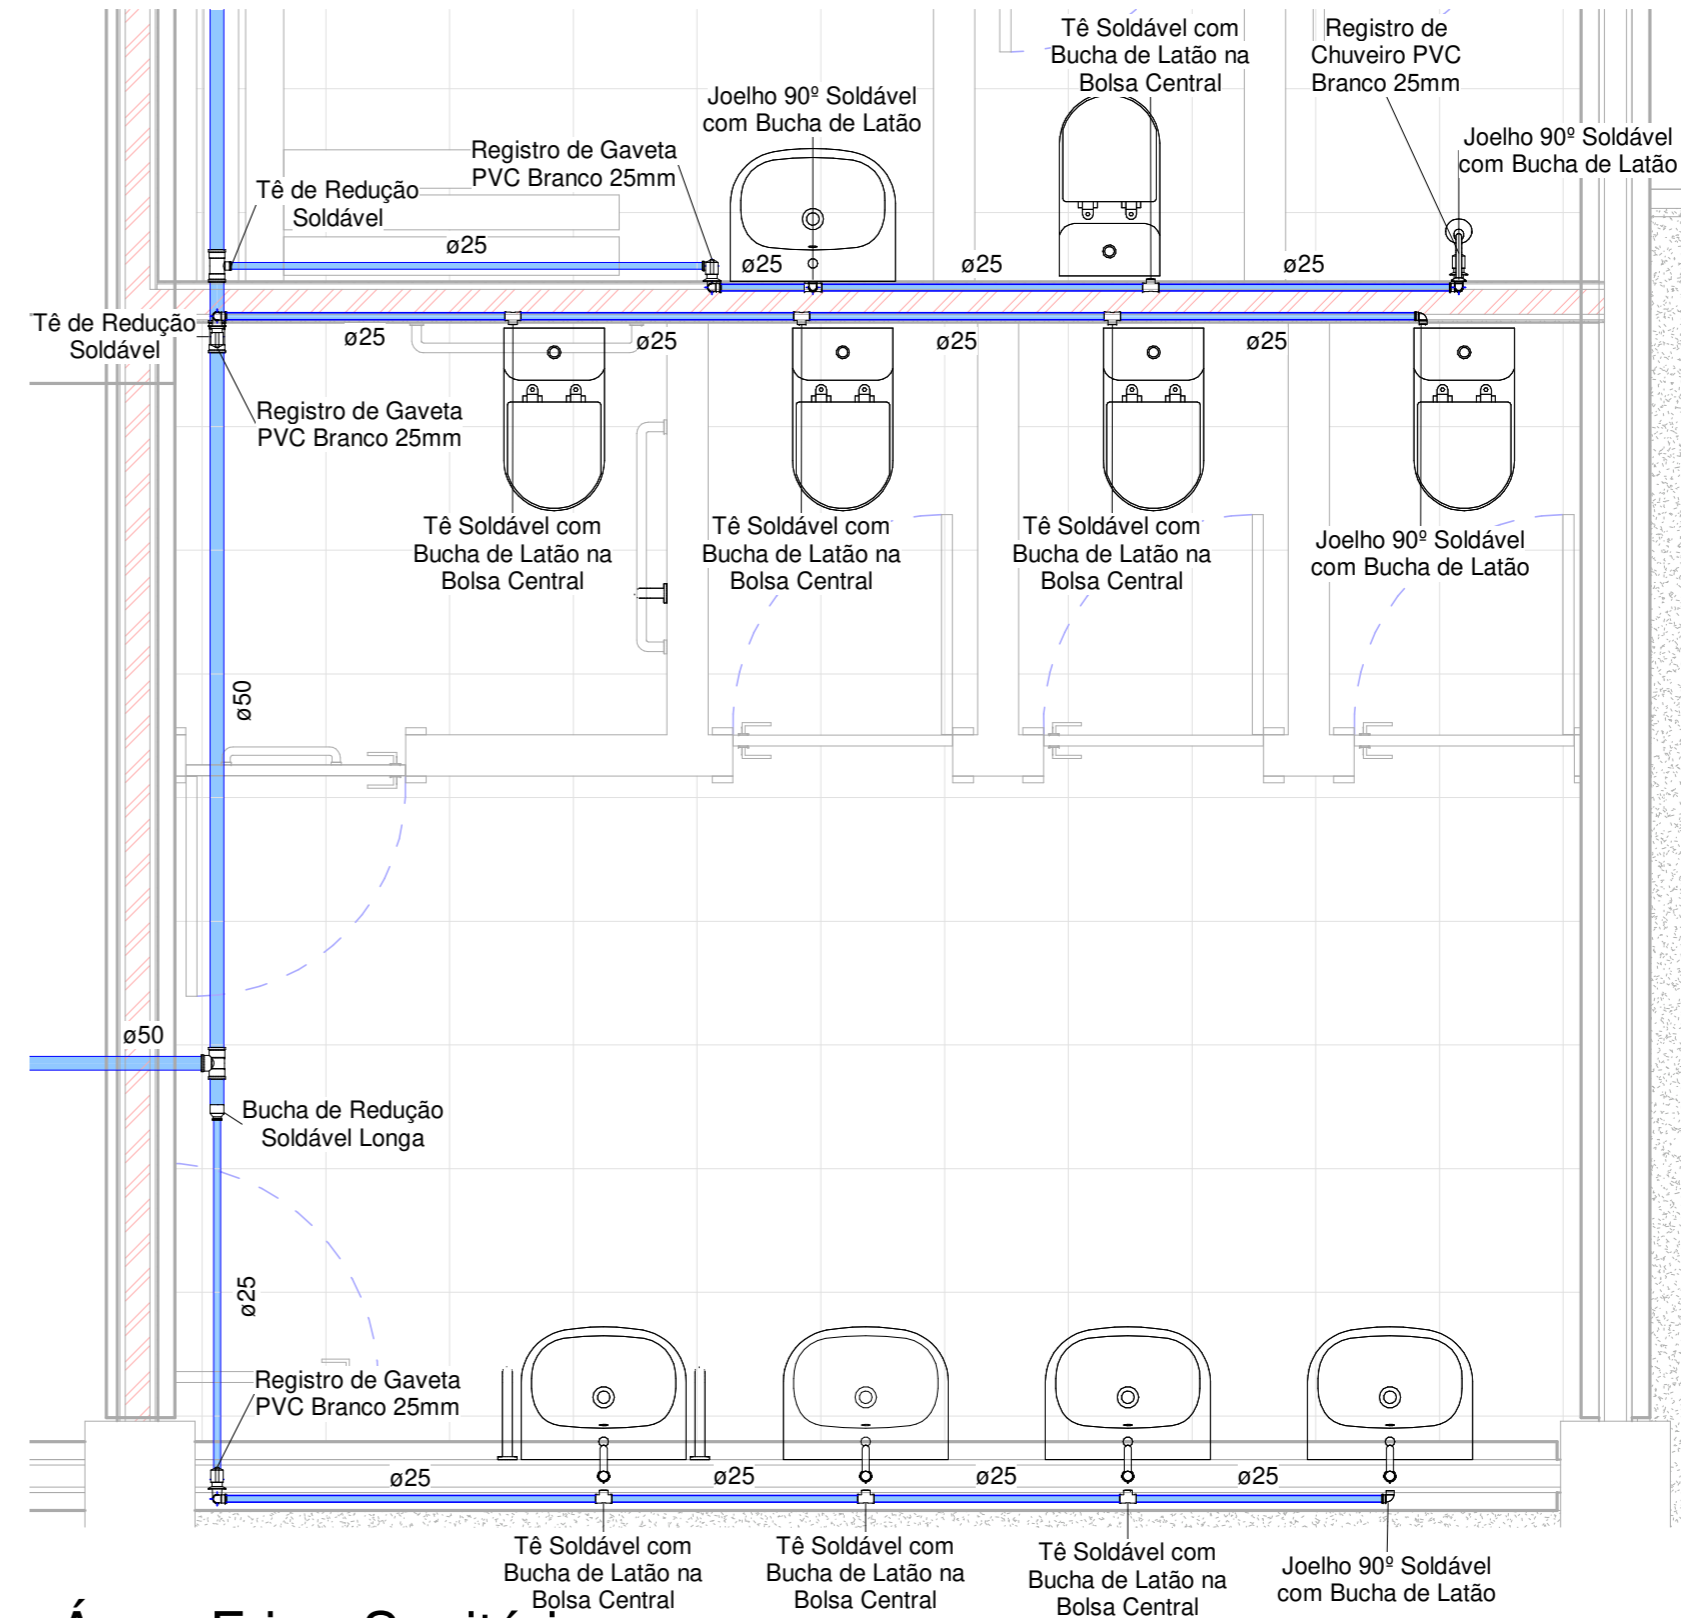 Tê Soldável com
Bucha de Latão na
Bolsa Central
Registro de
Chuveiro PVC
Branco 25mm
Joelho 90º Soldável
com Bucha de Latão
Joelho 90º Soldável
com Bucha de Latão
Registro de Gaveta
PVC Branco 25mm
Tê de Redução
Soldável
ø25
ø25
ø25
ø25
Tê de Redução
Soldável
ø25
ø25
ø25
ø25
Registro de Gaveta
PVC Branco 25mm
Tê Soldável com
Bucha de Latão na
Bolsa Central
Tê Soldável com
Bucha de Latão na
Bolsa Central
Tê Soldável com
Bucha de Latão na
Bolsa Central
Joelho 90º Soldável
com Bucha de Latão
ø50
ø50
Bucha de Redução
Soldável Longa
ø25
Registro de Gaveta
PVC Branco 25mm
ø25
ø25
ø25
ø25
Tê Soldável com
Bucha de Latão na
Bolsa Central
Tê Soldável com
Bucha de Latão na
Bolsa Central
Tê Soldável com
Bucha de Latão na
Bolsa Central
Joelho 90º Soldável
com Bucha de Latão